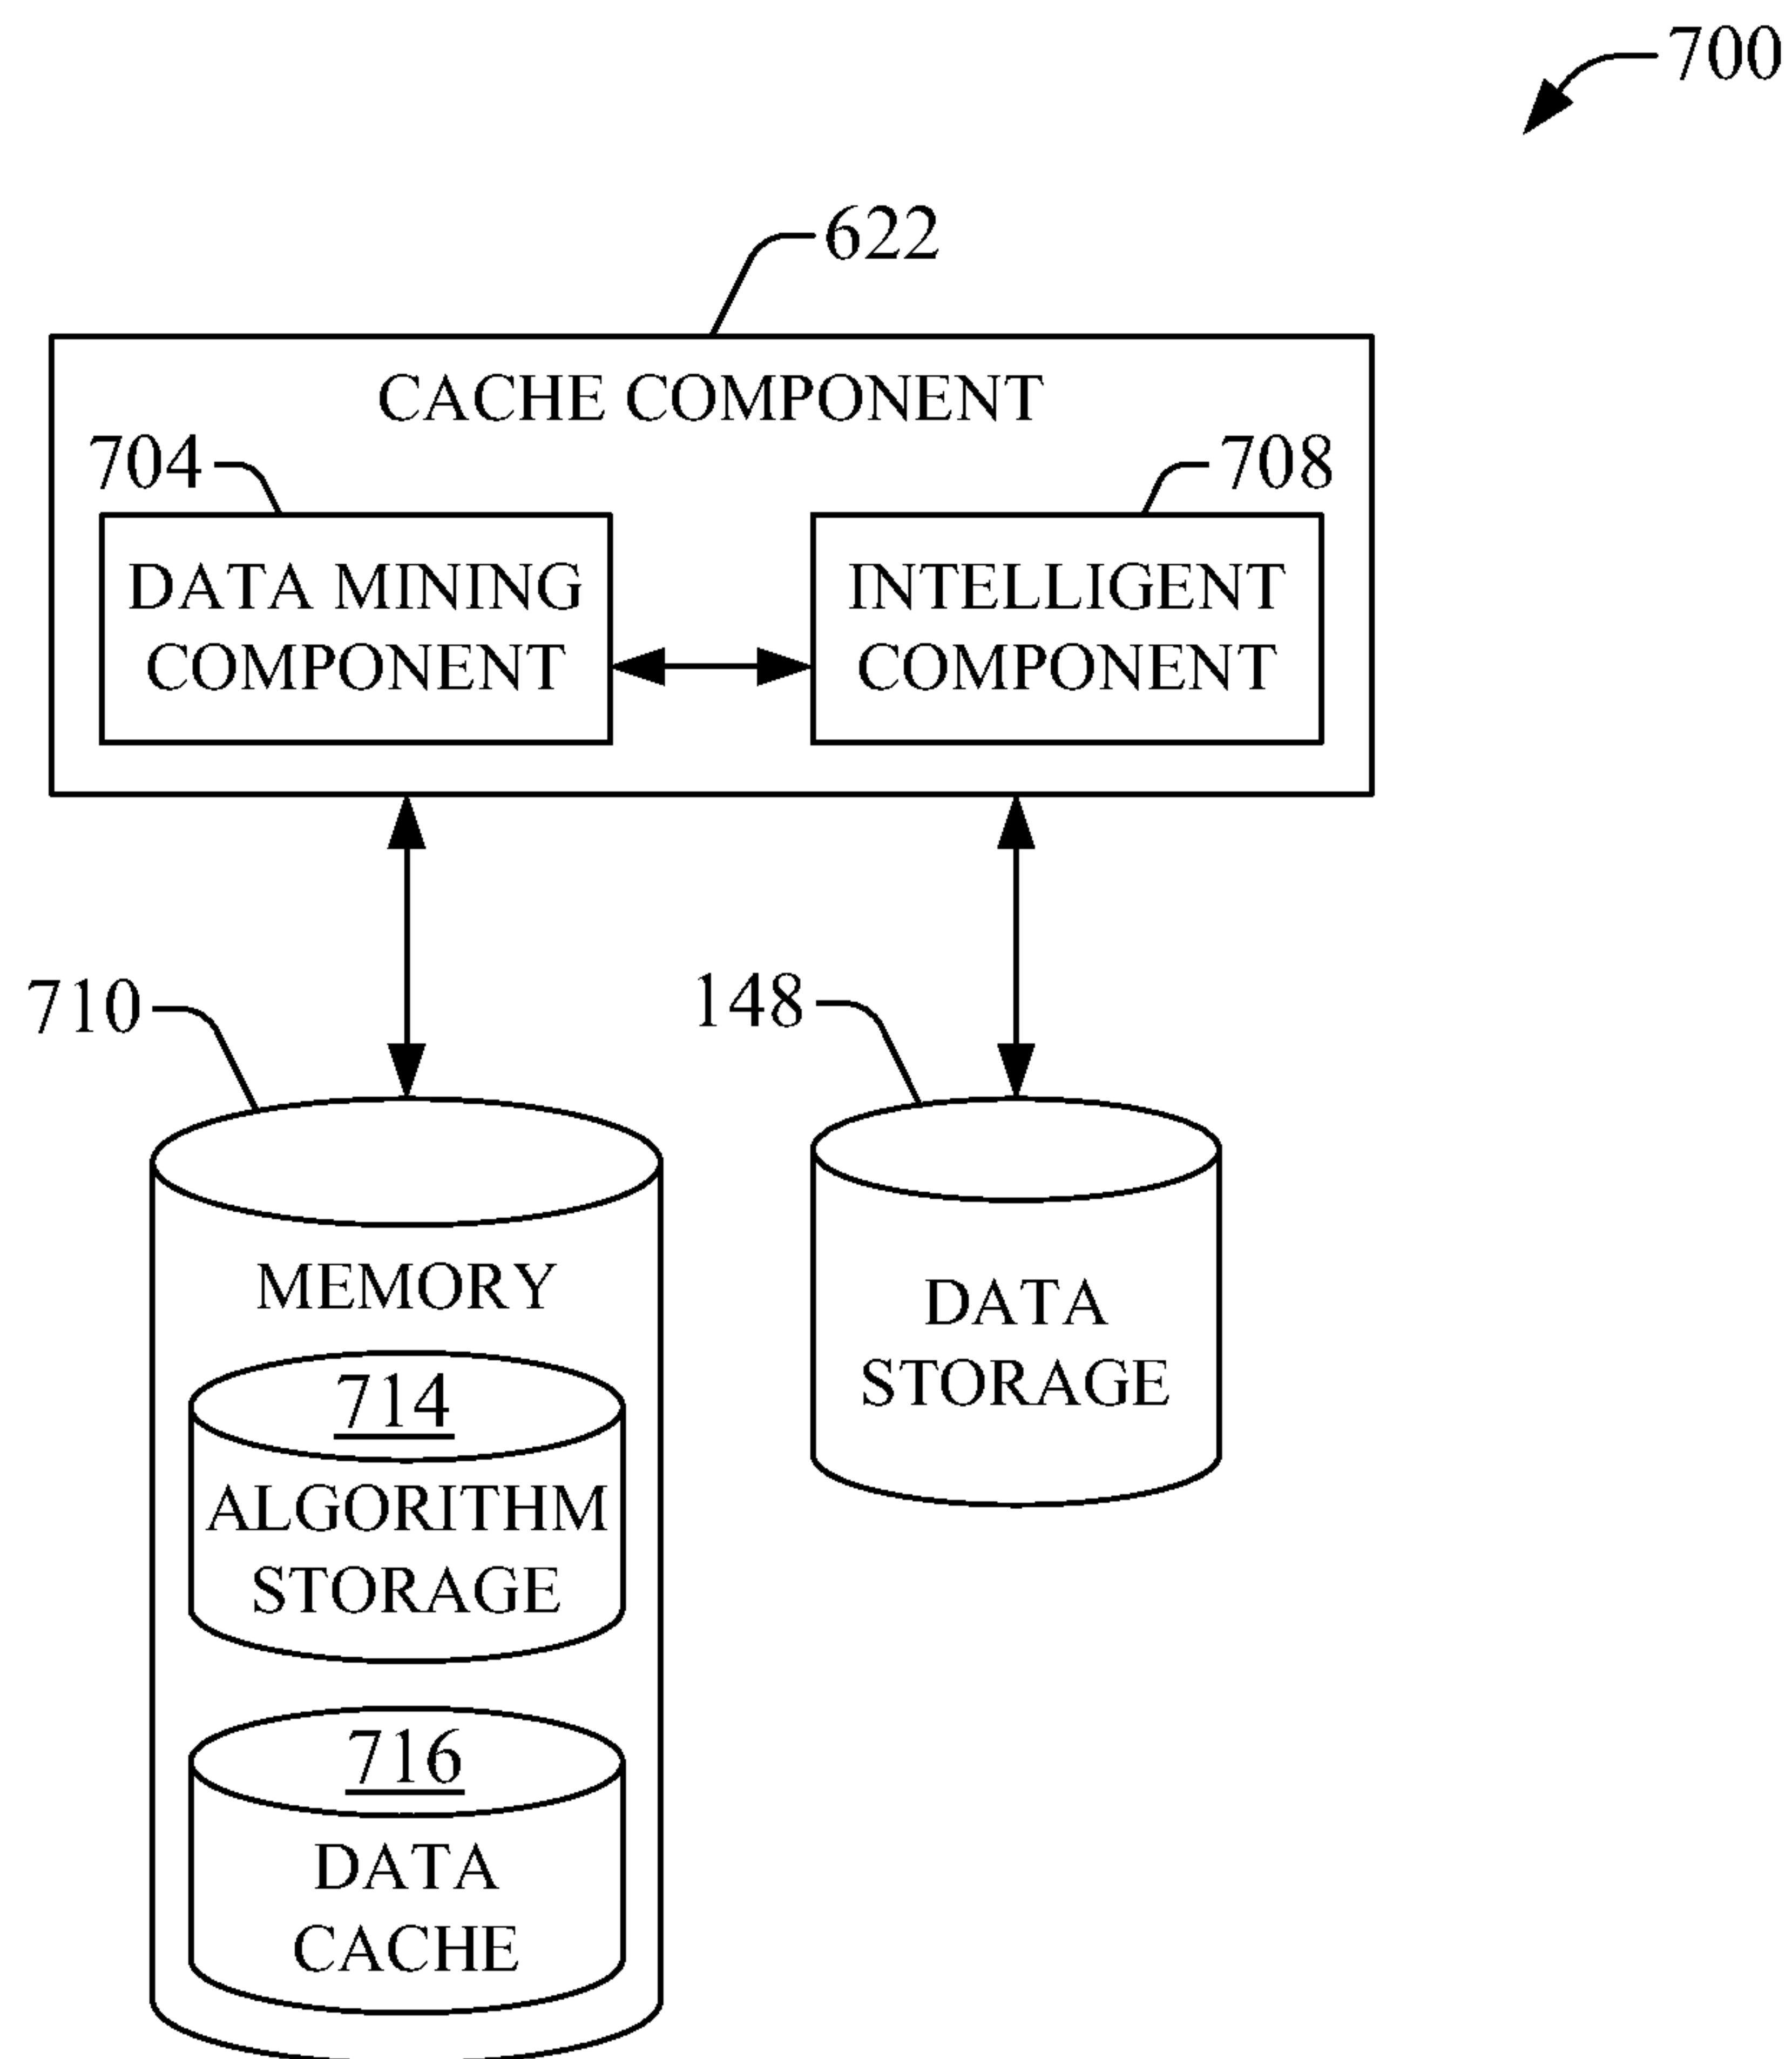 700
622
CACHE COMPONENT
704
708
DATA MINING
COMPONENT
INTELLIGENT
COMPONENT
710
148
MEMORY
DATA
STORAGE
714
ALGORITHM
STORAGE
716
DATA
CACHE